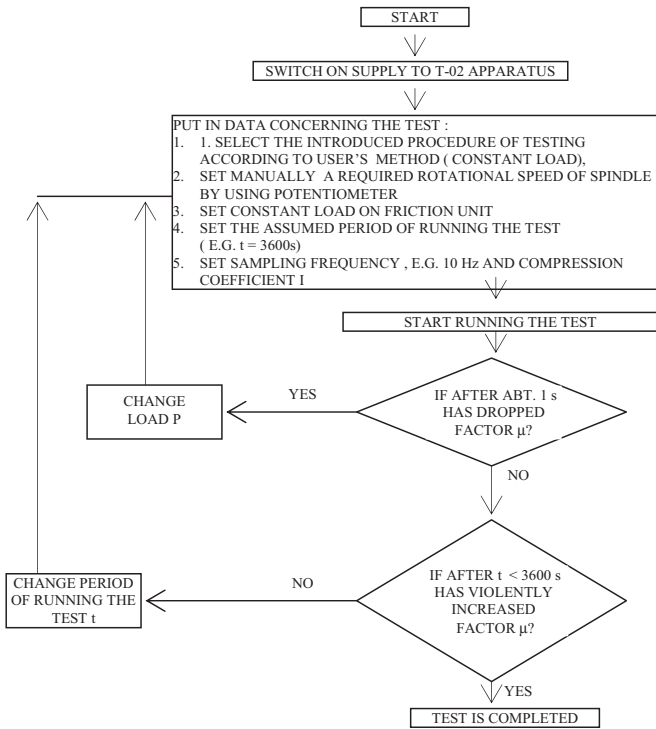 START
SWITCH ON SUPPLY TO T-02 APPARATUS
PUT IN DATA CONCERNING THE TEST :
1. 1. SELECT THE INTRODUCED PROCEDURE OF TESTING
ACCORDING TO USER'S METHOD ( CONSTANT LOAD),
2. SET MANUALLY A REQUIRED ROTATIONAL SPEED OF SPINDLE
BY USING POTENTIOMETER
3. SET CONSTANT LOAD ON FRICTION UNIT
4. SET THE ASSUMED PERIOD OF RUNNING THE TEST
( E.G. t = 3600s)
5. SET SAMPLING FREQUENCY , E.G. 10 Hz AND COMPRESSION
COEFFICIENT I
START RUNNING THE TEST
IF AFTER ABT. 1 s
HAS DROPPED
FACTOR µ?
YES
CHANGE
LOAD P
NO
IF AFTER t < 3600 s
HAS VIOLENTLY
INCREASED
FACTOR µ?
NO
CHANGE PERIOD
OF RUNNING THE
TEST t
YES
TEST IS COMPLETED